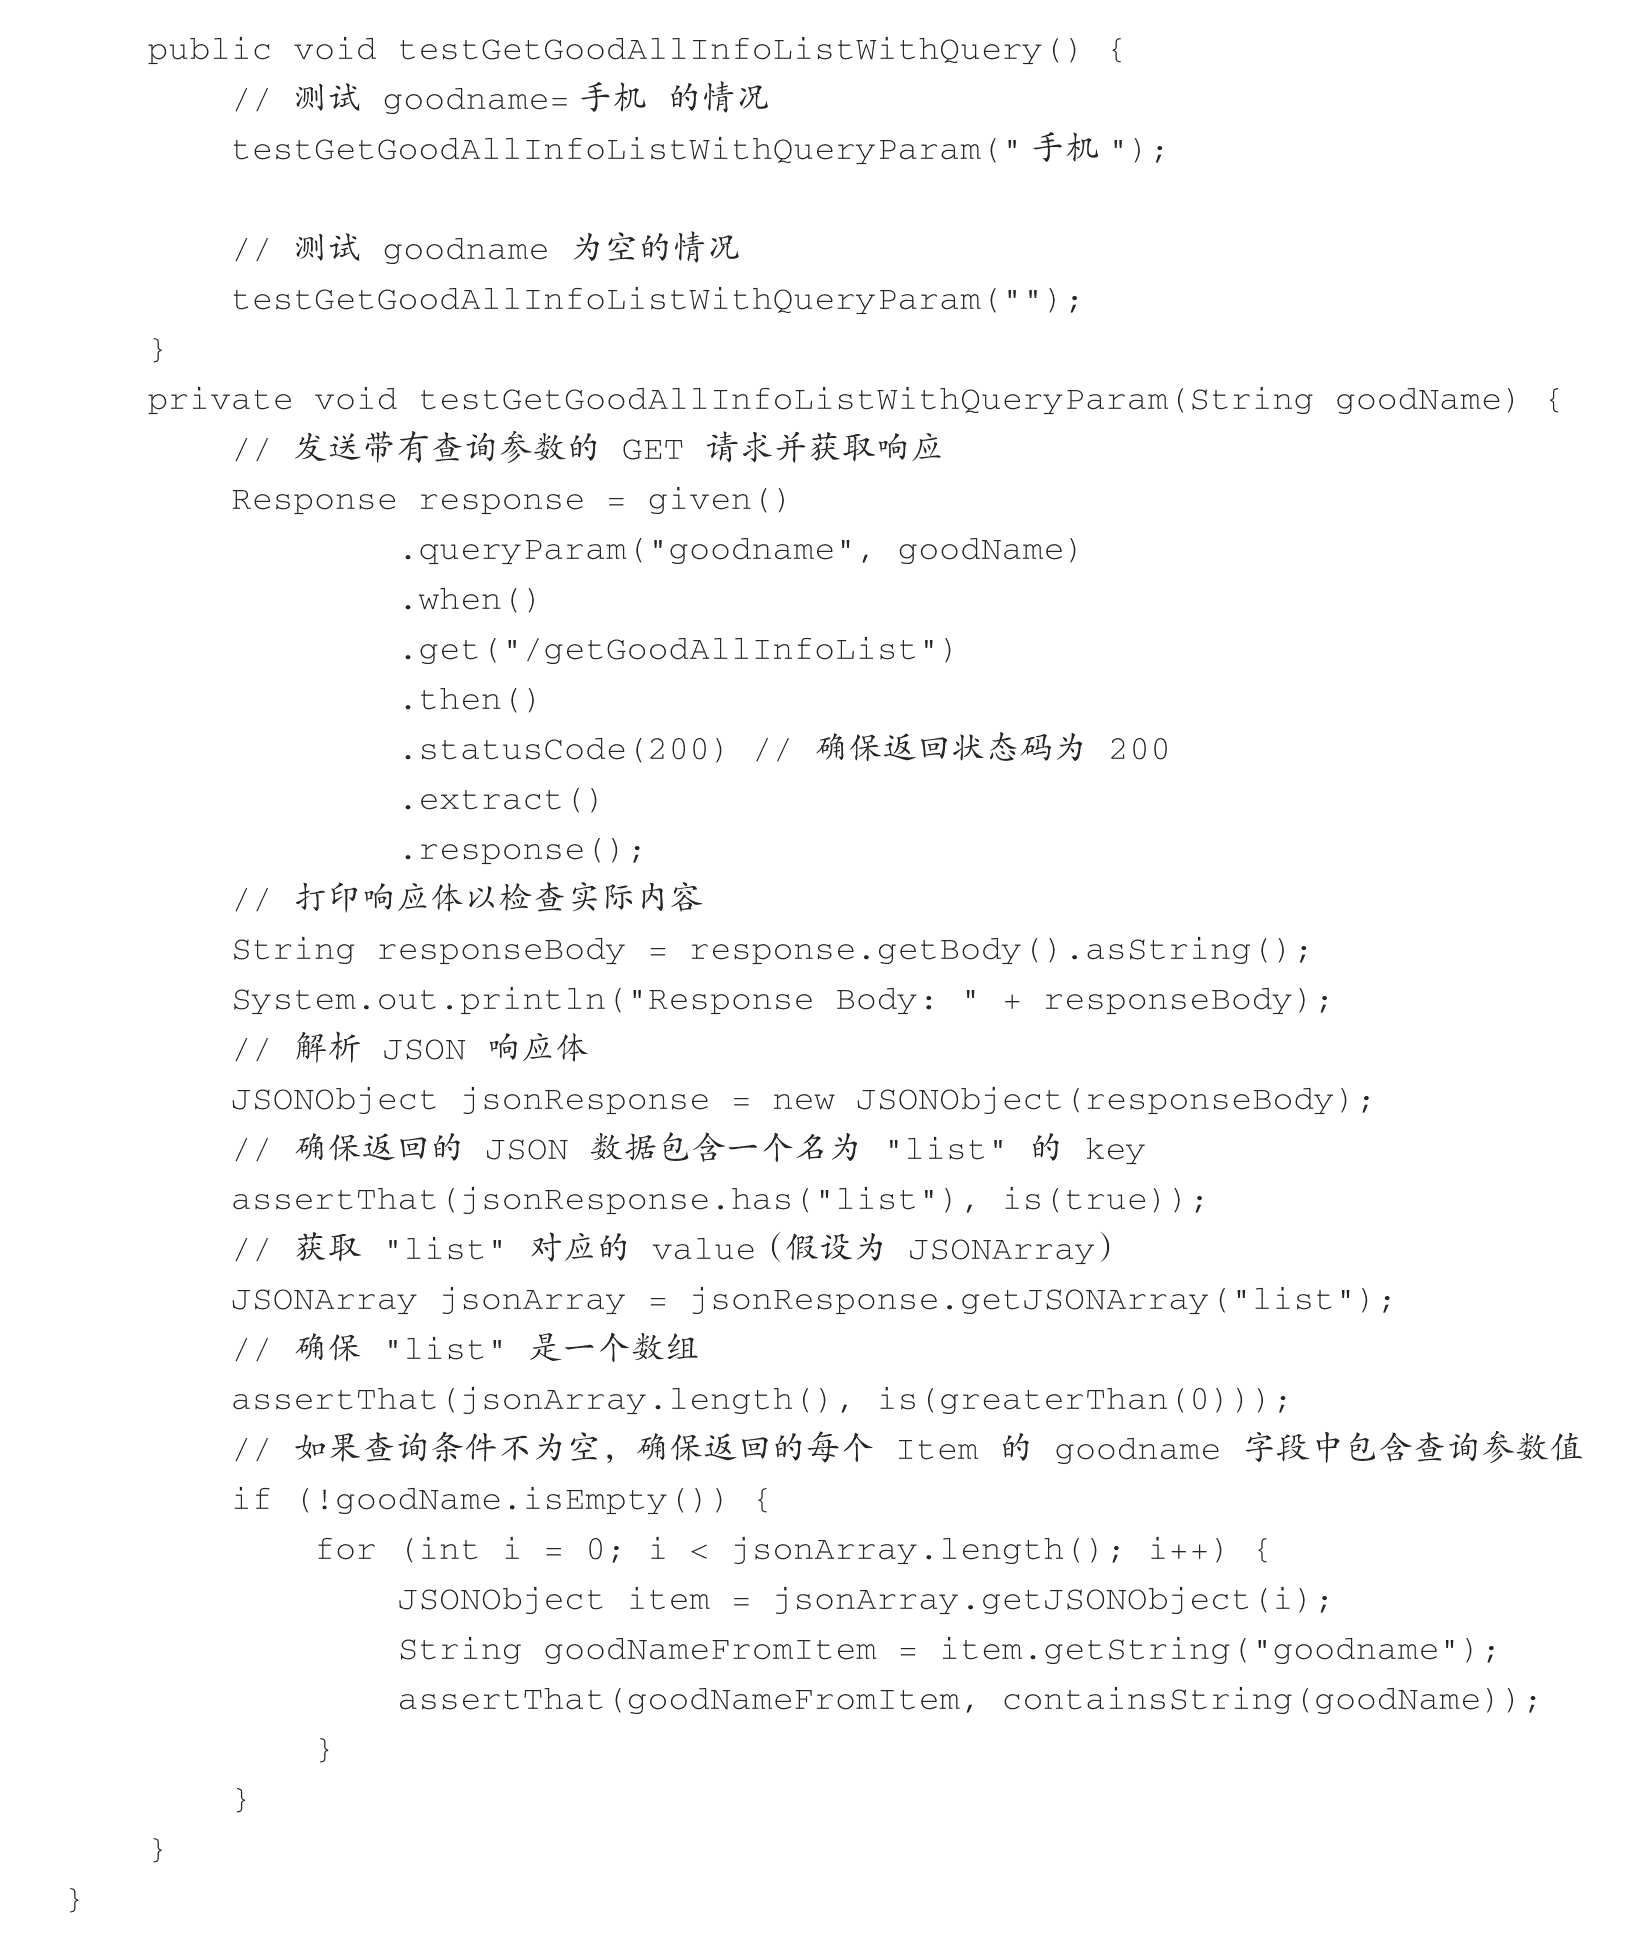 public void testGetGoodAllInfoListWithQuery() {
// 测试 goodname= 手机 的情况
testGetGoodAllInfoListWithQueryParam(" 手机 ");
// 测试 goodname 为空的情况
testGetGoodAllInfoListWithQueryParam("");
}
private void testGetGoodAllInfoListWithQueryParam(String goodName) {
// 发送带有查询参数的 GET 请求并获取响应
Response response = given()
.queryParam("goodname", goodName)
.when()
.get("/getGoodAllInfoList")
.then()
.statusCode(200) // 确保返回状态码为 200
.extract()
.response();
// 打印响应体以检查实际内容
String responseBody = response.getBody().asString();
System.out.println("Response Body: " + responseBody);
// 解析 JSON 响应体
JSONObject jsonResponse = new JSONObject(responseBody);
// 确保返回的 JSON 数据包含一个名为 "list" 的 key
assertThat(jsonResponse.has("list"), is(true));
// 获取 "list" 对应的 value（假设为 JSONArray）
JSONArray jsonArray = jsonResponse.getJSONArray("list");
// 确保 "list" 是一个数组
assertThat(jsonArray.length(), is(greaterThan(0)));
// 如果查询条件不为空，确保返回的每个 Item 的 goodname 字段中包含查询参数值
if (!goodName.isEmpty()) {
for (int i = 0; i < jsonArray.length(); i++) {
JSONObject item = jsonArray.getJSONObject(i);
String goodNameFromItem = item.getString("goodname");
assertThat(goodNameFromItem, containsString(goodName));
}
}
}
}